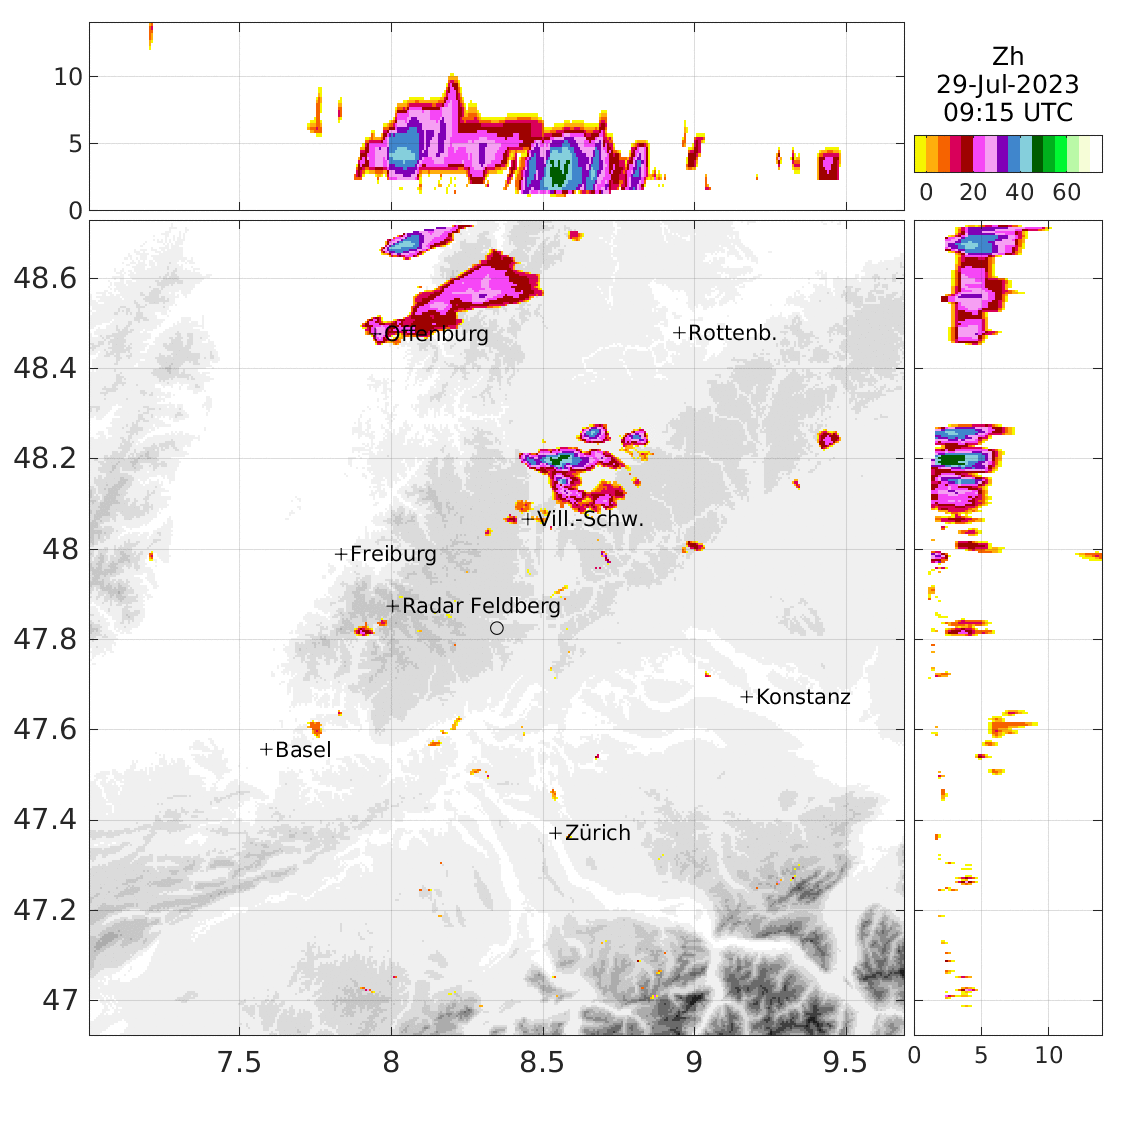 10
5
0
Zh
29-Jul-2023
09:15 UTC
0 20 40 60
48.6
48.4
48.2
48
47.8
47.6
47.4
47.2
47
+Offenburg
+Rottenb.
+Vill.-Schw.
+Freiburg
+Radar Feldberg
+Konstanz
+Basel
+Zürich
7.5 8 8.5 9 9.5
0 5 10